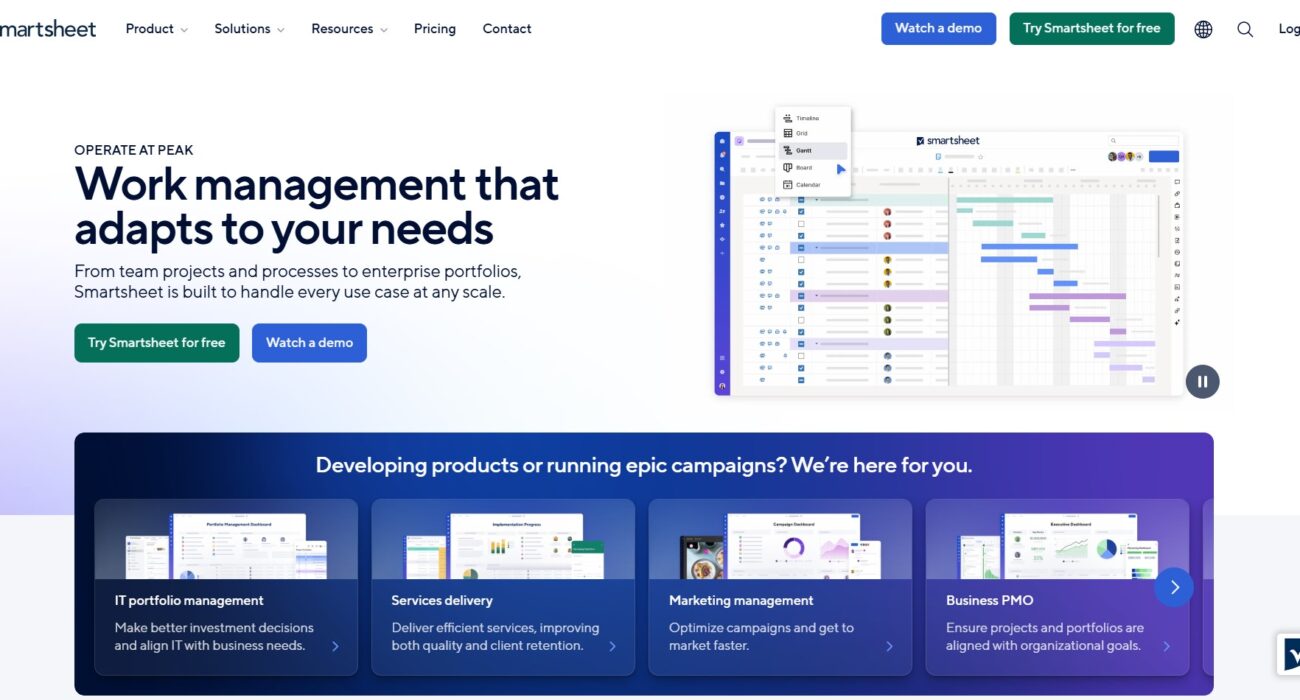 martsheet
Product
Solutions
Resources
Pricing
Contact
Watch a demo
Try Smartsheet for free
Log
OPERATE AT PEAK
Work management that
adapts to your needs
From team projects and processes to enterprise portfolios,
Smartsheet is built to handle every use case at any scale.
Try Smartsheet for free
Watch a demo
Timeline
Grid
Gantt
Board
Calendar
smartsheet
Developing products or running epic campaigns? We’re here for you.
Portfolio Management Dashboard
IT portfolio management
Make better investment decisions
and align IT with business needs.
Implementation Progress
Services delivery
Deliver efficient services, improving
both quality and client retention.
Campaign Dashboard
Marketing management
Optimize campaigns and get to
market faster.
Executive Dashboard
Business PMO
Ensure projects and portfolios are
aligned with organizational goals.